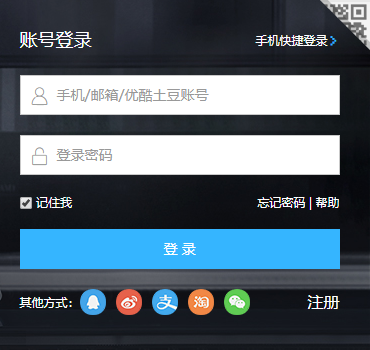 账号登录 手机快捷登录
手机/邮箱/优酷土豆账号
登录密码
记住我 忘记密码 | 帮助
登 录
其他方式: 支 淘 注册